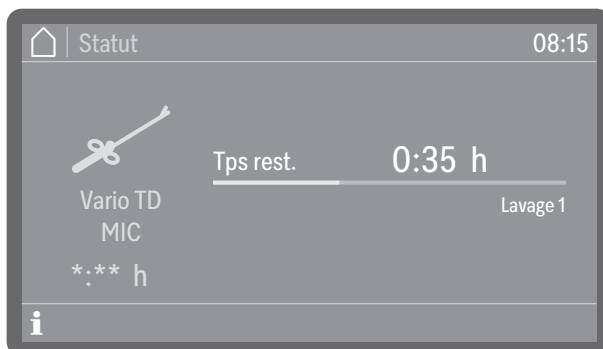 Statut 08:15
Tps rest. 0:35 h
Vario TD
MIC
Lavage 1
*:** h
i